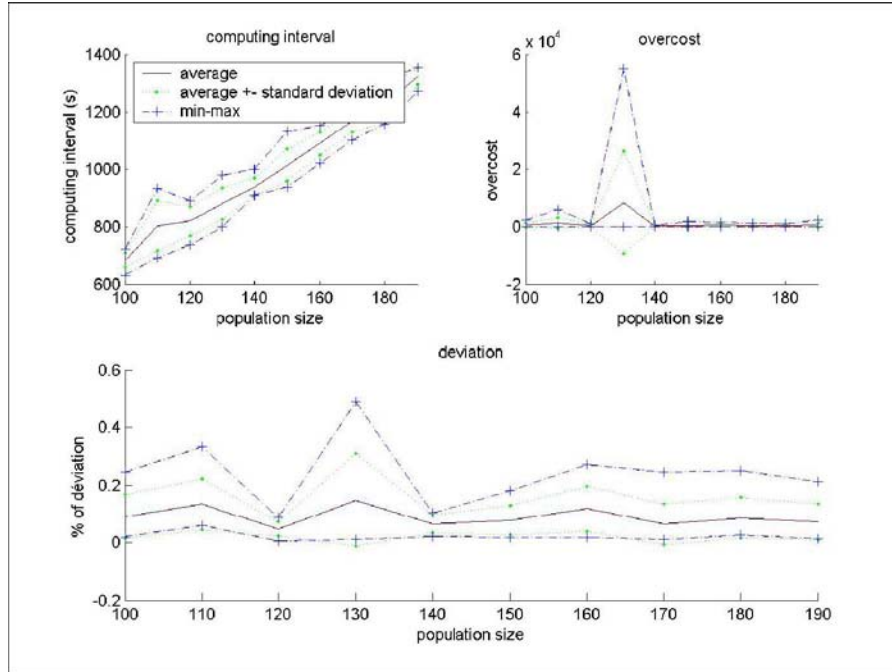 computing interval
1400
1200
1000
800
600
computing interval (s)
average
average +- standard deviation
min-max
100 120 140 160 180
population size
overcost
x 10^4
6
4
2
0
-2
overcost
100 120 140 160 180
population size
deviation
0.6
0.4
0.2
0
-0.2
% of déviation
100 110 120 130 140 150 160 170 180 190
population size